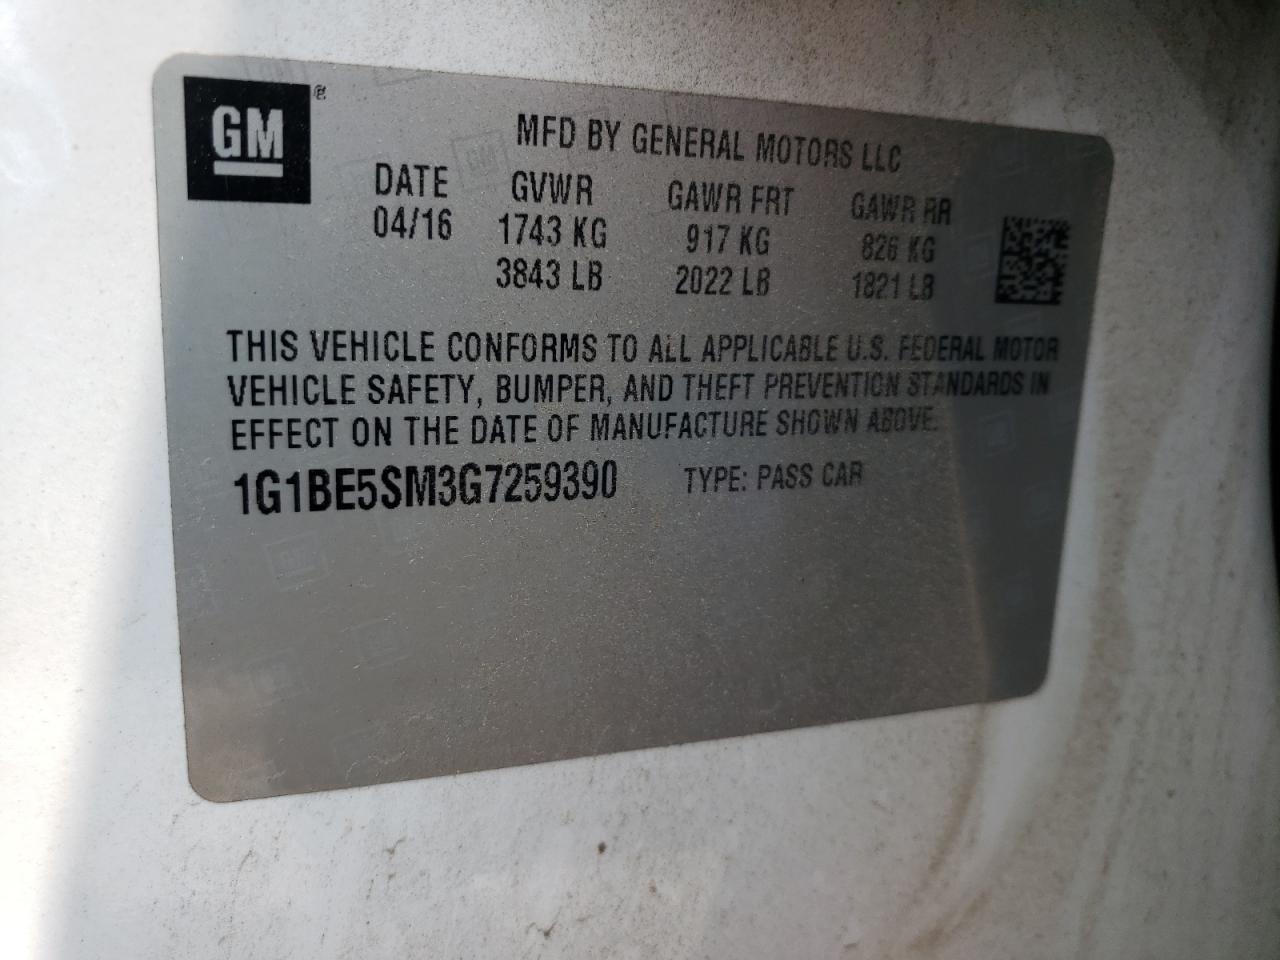 GM ®
MFD BY GENERAL MOTORS LLC
DATE GVWR GAWR FRT GAWR RR
04/16 1743 KG 917 KG 826 KG
3843 LB 2022 LB 1821 LB
THIS VEHICLE CONFORMS TO ALL APPLICABLE U.S. FEDERAL MOTOR
VEHICLE SAFETY, BUMPER, AND THEFT PREVENTION STANDARDS IN
EFFECT ON THE DATE OF MANUFACTURE SHOWN ABOVE.
1G1BE5SM3G7259390 TYPE: PASS CAR